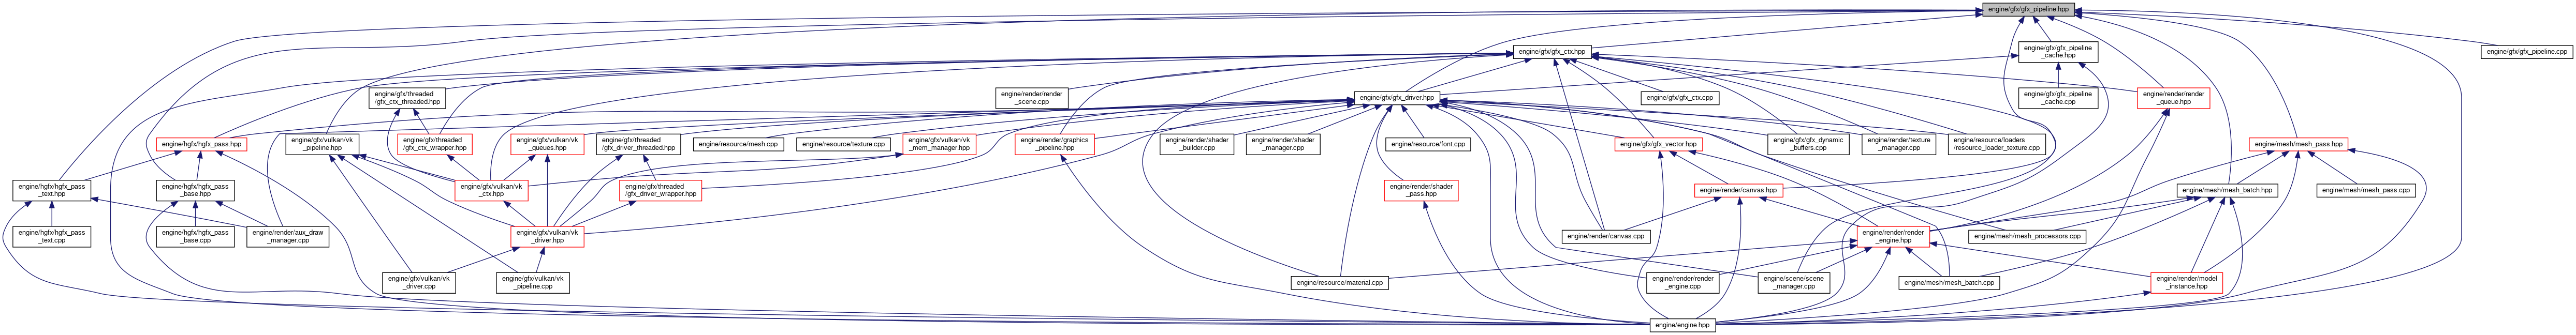 engine/gfx/gfx_pipeline.hpp
engine/gfx/gfx_ctx.hpp
engine/gfx/gfx_pipeline
_cache.hpp
engine/gfx/gfx_pipeline.cpp
engine/gfx/threaded
/gfx_ctx_threaded.hpp
engine/render/render
_scene.cpp
engine/gfx/gfx_driver.hpp
engine/gfx/gfx_ctx.cpp
engine/gfx/gfx_pipeline
_cache.cpp
engine/render/render
_queue.hpp
engine/hgfx/hgfx_pass.hpp
engine/gfx/vulkan/vk
_pipeline.hpp
engine/gfx/threaded
/gfx_ctx_wrapper.hpp
engine/gfx/vulkan/vk
_queues.hpp
engine/gfx/threaded
/gfx_driver_threaded.hpp
engine/resource/mesh.cpp
engine/resource/texture.cpp
engine/gfx/vulkan/vk
_mem_manager.hpp
engine/render/graphics
_pipeline.hpp
engine/render/shader
_builder.cpp
engine/render/shader
_manager.cpp
engine/resource/font.cpp
engine/gfx/gfx_vector.hpp
engine/gfx/gfx_dynamic
_buffers.cpp
engine/render/texture
_manager.cpp
engine/resource/loaders
/resource_loader_texture.cpp
engine/mesh/mesh_pass.hpp
engine/hgfx/hgfx_pass
_text.hpp
engine/hgfx/hgfx_pass
_base.hpp
engine/gfx/vulkan/vk
_ctx.hpp
engine/gfx/threaded
/gfx_driver_wrapper.hpp
engine/render/shader
_pass.hpp
engine/render/canvas.hpp
engine/mesh/mesh_batch.hpp
engine/mesh/mesh_pass.cpp
engine/hgfx/hgfx_pass
_text.cpp
engine/hgfx/hgfx_pass
_base.cpp
engine/render/aux_draw
_manager.cpp
engine/gfx/vulkan/vk
_driver.hpp
engine/render/canvas.cpp
engine/render/render
_engine.hpp
engine/mesh/mesh_processors.cpp
engine/gfx/vulkan/vk
_driver.cpp
engine/gfx/vulkan/vk
_pipeline.cpp
engine/resource/material.cpp
engine/render/render
_engine.cpp
engine/scene/scene
_manager.cpp
engine/mesh/mesh_batch.cpp
engine/render/model
_instance.hpp
engine/engine.hpp